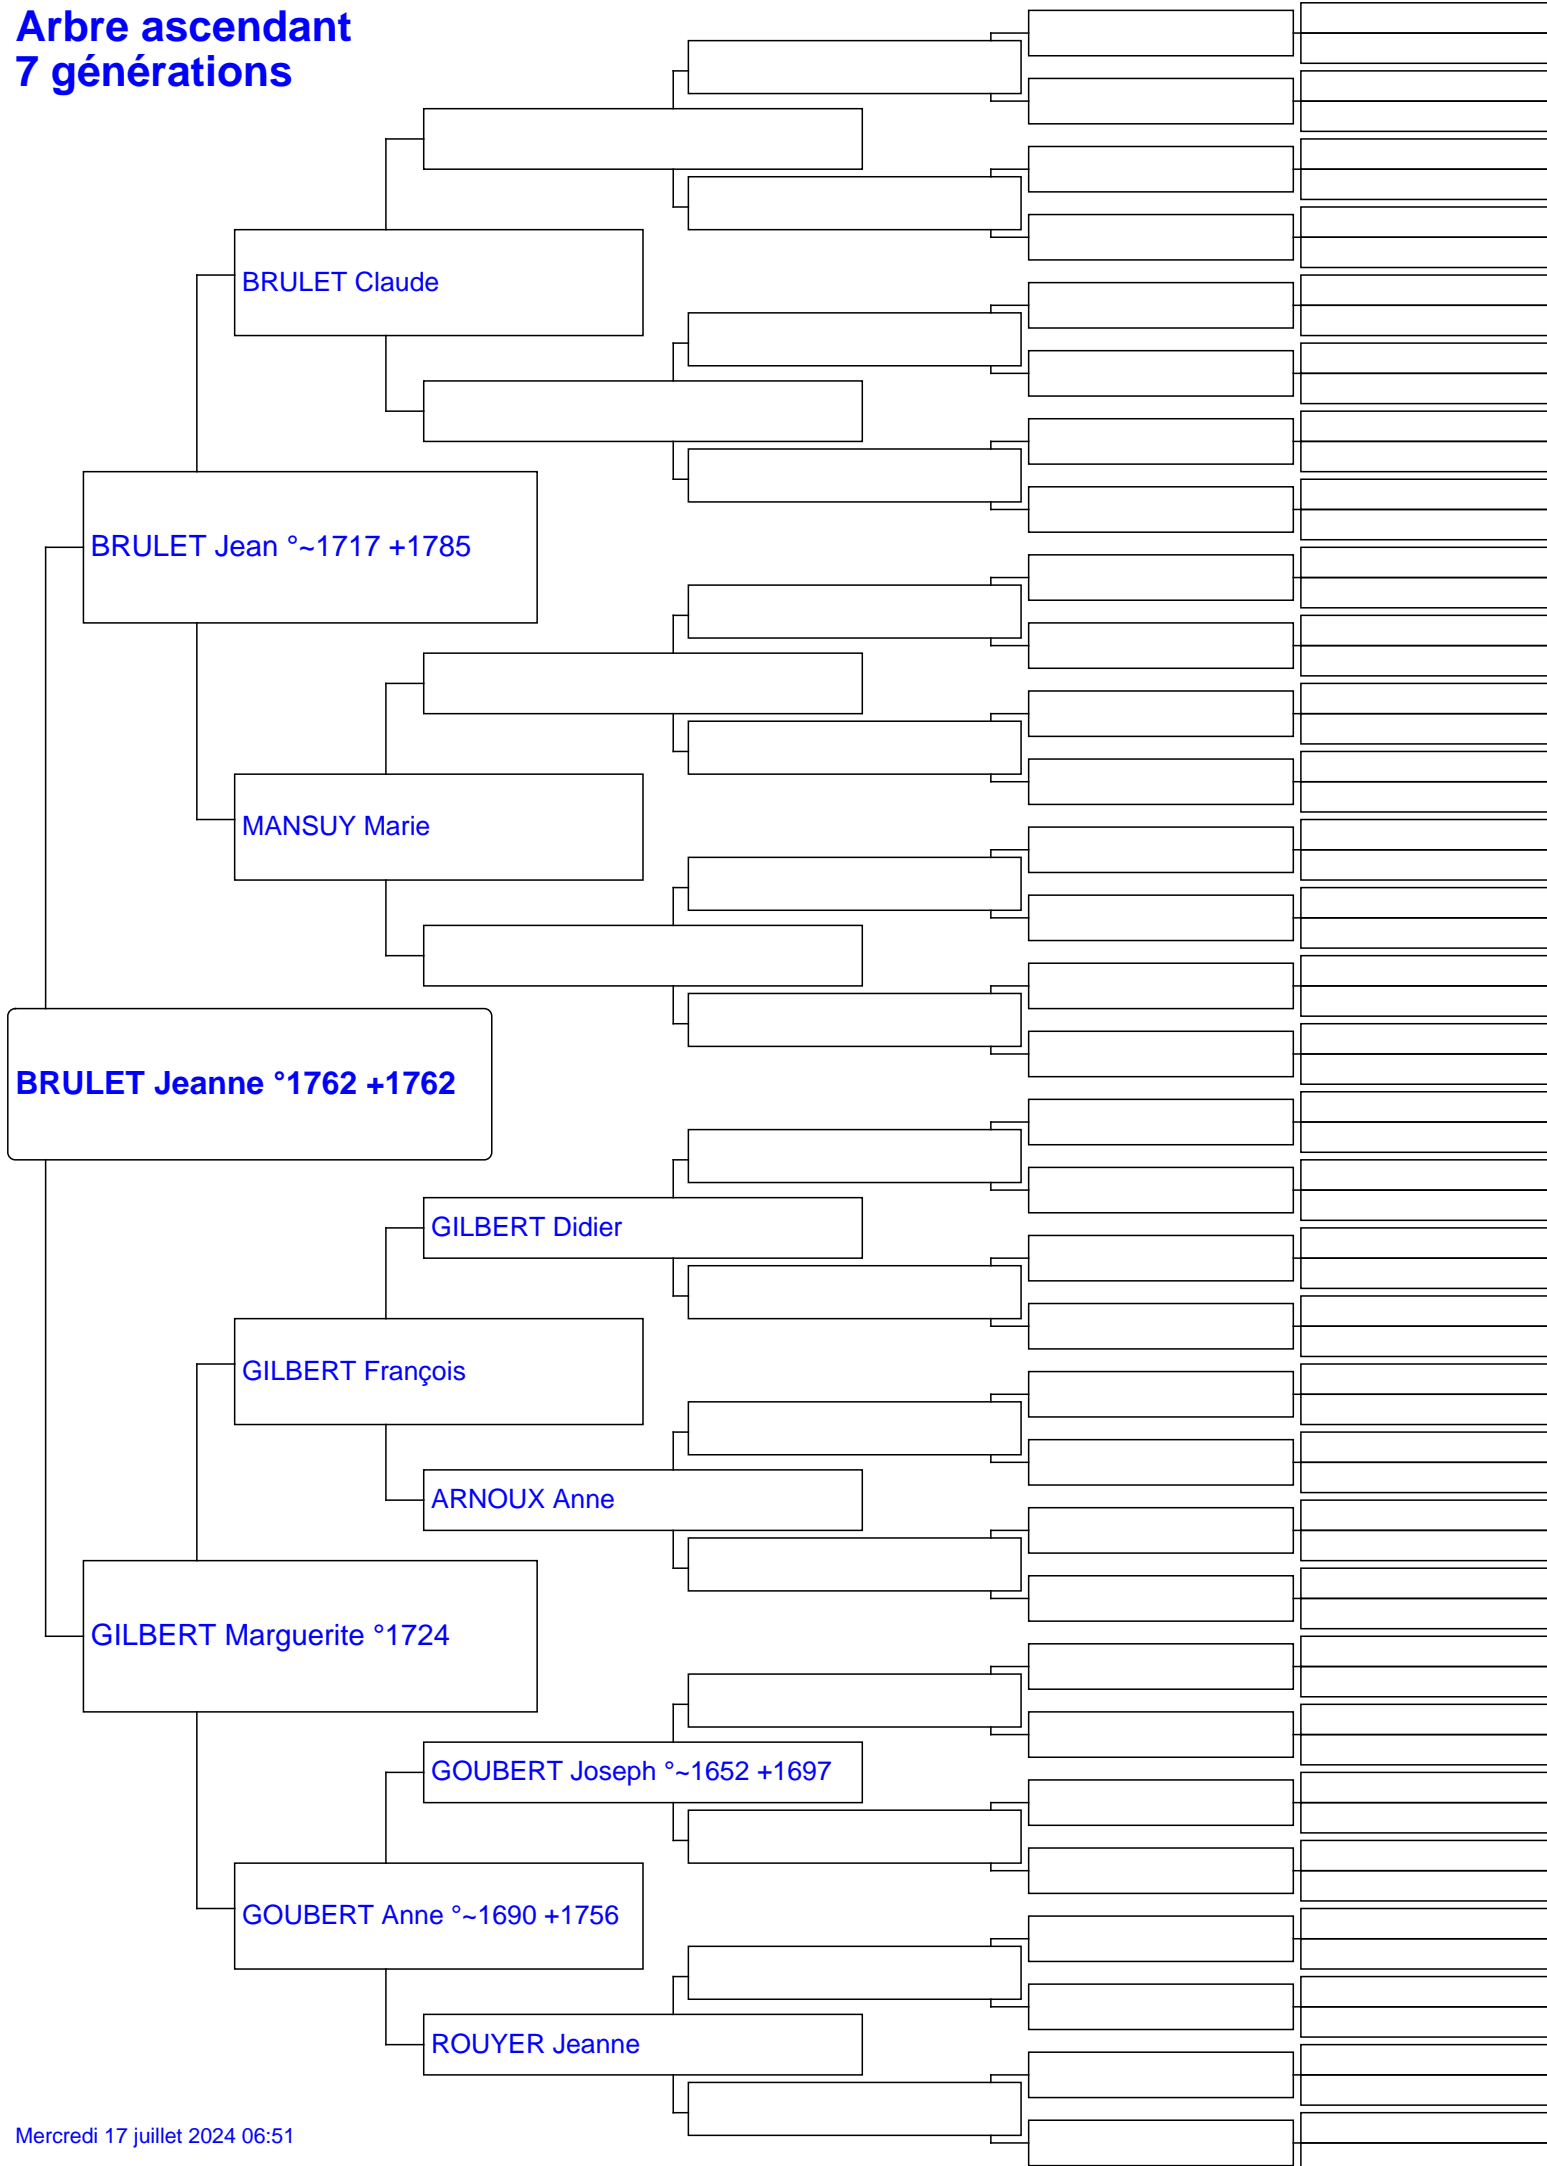 Arbre ascendant
7 générations
BRULET Claude
BRULET Jean °~1717 +1785
MANSUY Marie
BRULET Jeanne °1762 +1762
GILBERT Didier
GILBERT François
ARNOUX Anne
GILBERT Marguerite °1724
GOUBERT Joseph °~1652 +1697
GOUBERT Anne °~1690 +1756
ROUYER Jeanne
Mercredi 17 juillet 2024 06:51